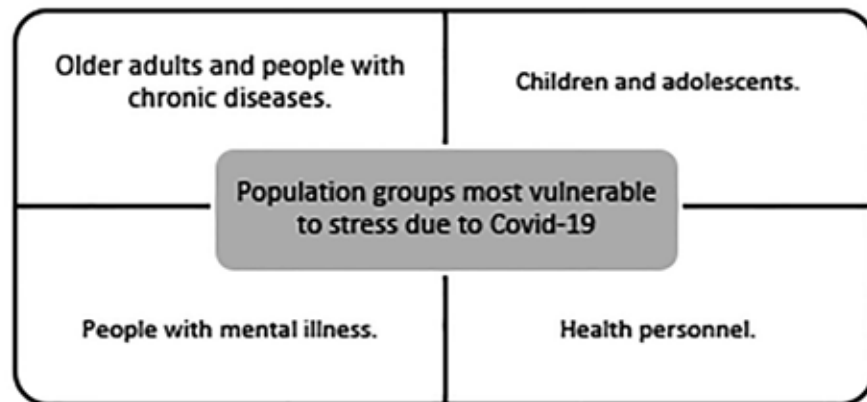 Older adults and people with
chronic diseases.
Children and adolescents.
Population groups most vulnerable
to stress due to Covid-19
People with mental illness.
Health personnel.